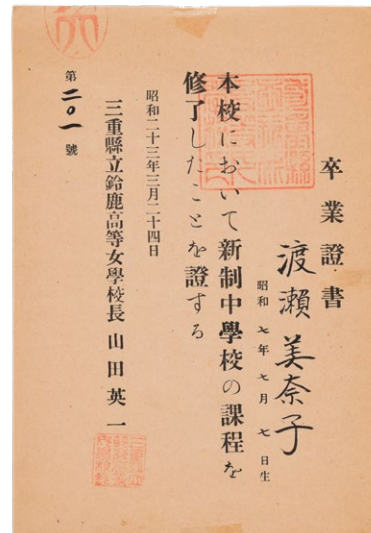 卒業證書
渡瀬美奈子
昭和七年七月七日生
本校において新制中學校の課程を
修了したことを證する
昭和二十三年三月二十四日
三重縣立鈴鹿高等女學校長 山田英一
第二〇一號